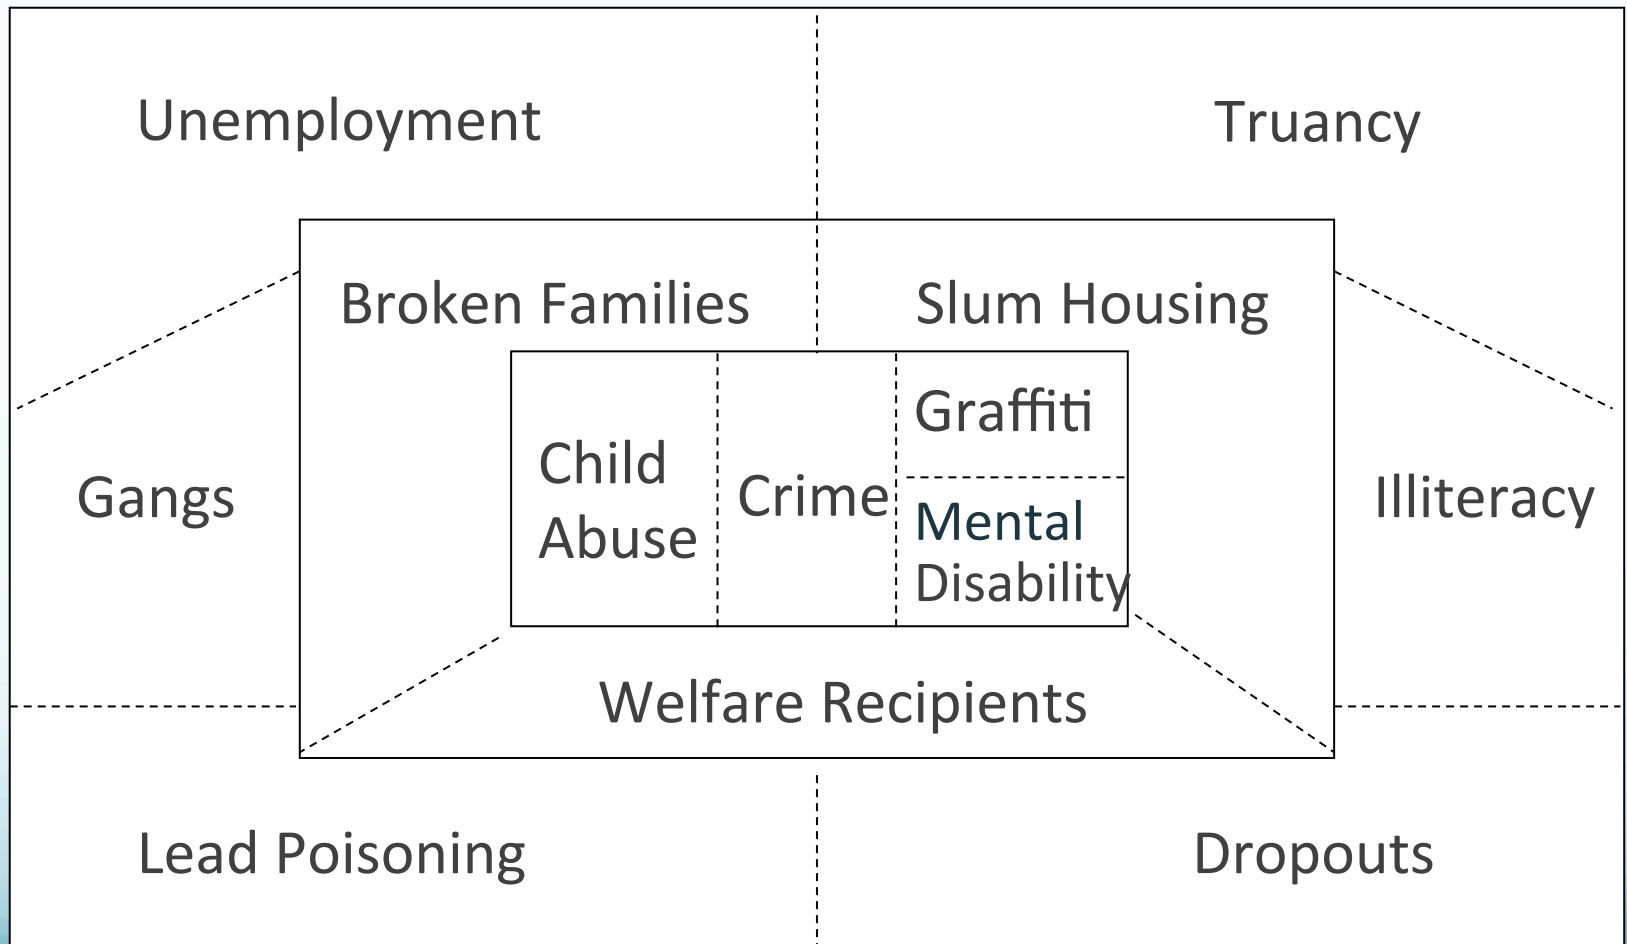 Unemployment
Truancy
Broken Families
Slum Housing
Graffiti
Child
Abuse
Crime
Gangs
Illiteracy
Mental
Disability
Welfare Recipients
Lead Poisoning
Dropouts